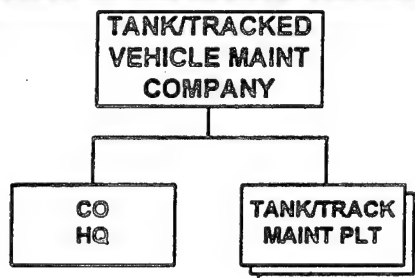 TANK/TRACKED
VEHICLE MAINT
COMPANY
CO
HQ
TANK/TRACK
MAINT PLT